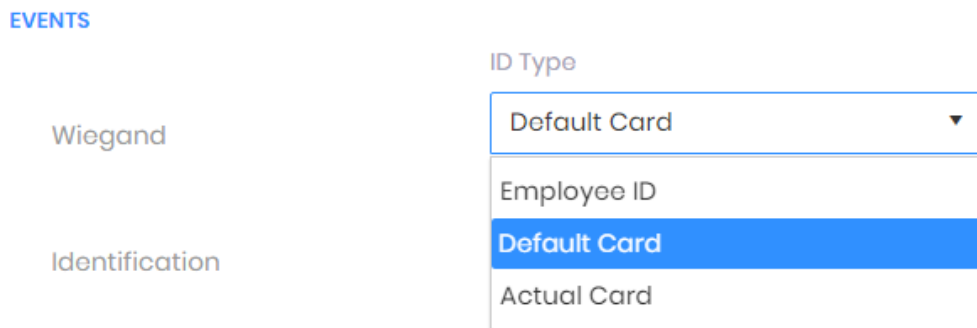 EVENTS
ID Type
Wiegand
Default Card
Employee ID
Default Card
Identification
Actual Card